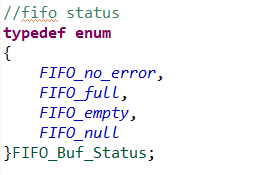 //fifo status
typedef enum
{
    FIFO_no_error,
    FIFO_full,
    FIFO_empty,
    FIFO_null
}FIFO_Buf_Status;